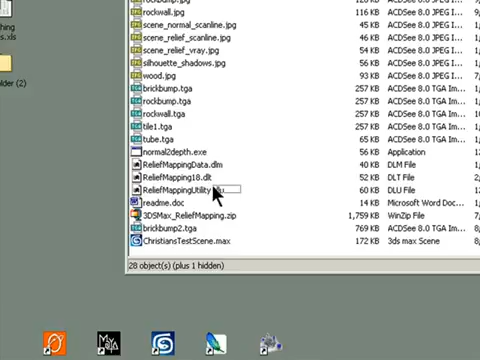 rockwall.jpg 116 KB ACDSee 8.0 JPEG I...
scene_normal_scanline.jpg 45 KB ACDSee 8.0 JPEG I...
scene_relief_scanline.jpg 46 KB ACDSee 8.0 JPEG I...
scene_relief_vray.jpg 54 KB ACDSee 8.0 JPEG I...
silhouette_shadows.jpg 62 KB ACDSee 8.0 JPEG I...
wood.jpg 93 KB ACDSee 8.0 JPEG I...
brickbump.tga 257 KB ACDSee 8.0 TGA Im...
rockbump.tga 257 KB ACDSee 8.0 TGA Im...
rockwall.tga 257 KB ACDSee 8.0 TGA Im...
tile1.tga 257 KB ACDSee 8.0 TGA Im...
tube.tga 65 KB ACDSee 8.0 TGA Im...
normal2depth.exe 56 KB Application
ReliefMappingData.dlm 40 KB DLM File
ReliefMapping18.dlt 52 KB DLT File
ReliefMappingUtility 60 KB DLU File
readme.doc 14 KB Microsoft Word Doc...
3DSMax_ReliefMapping.zip 1,759 KB WinZip File
brickbump2.tga 769 KB ACDSee 8.0 TGA Im...
ChristiansTestScene.max 172 KB 3ds max Scene
28 object(s) (plus 1 hidden)
thing
s.xls
older (2)